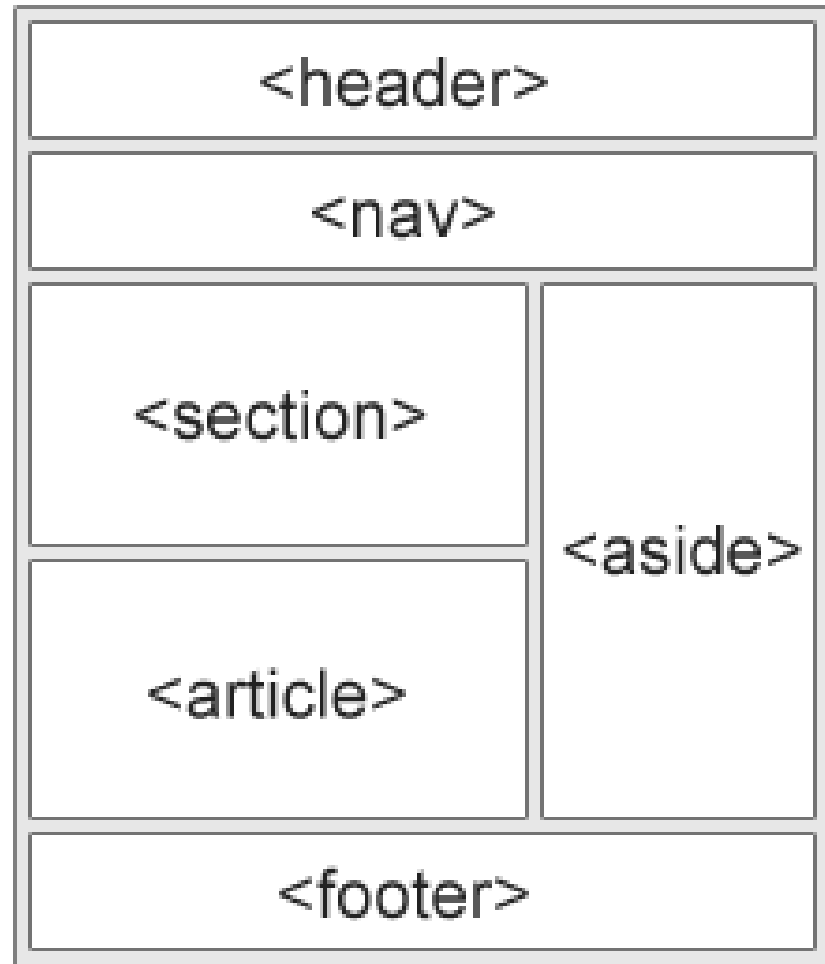 <header>
<nav>
<section>
<aside>
<article>
<footer>